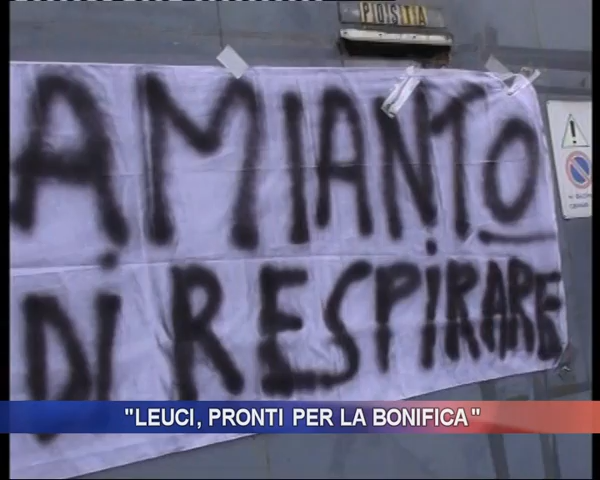 POSTA
AMIANTO
DI RESPIRARE
"LEUCI, PRONTI PER LA BONIFICA"